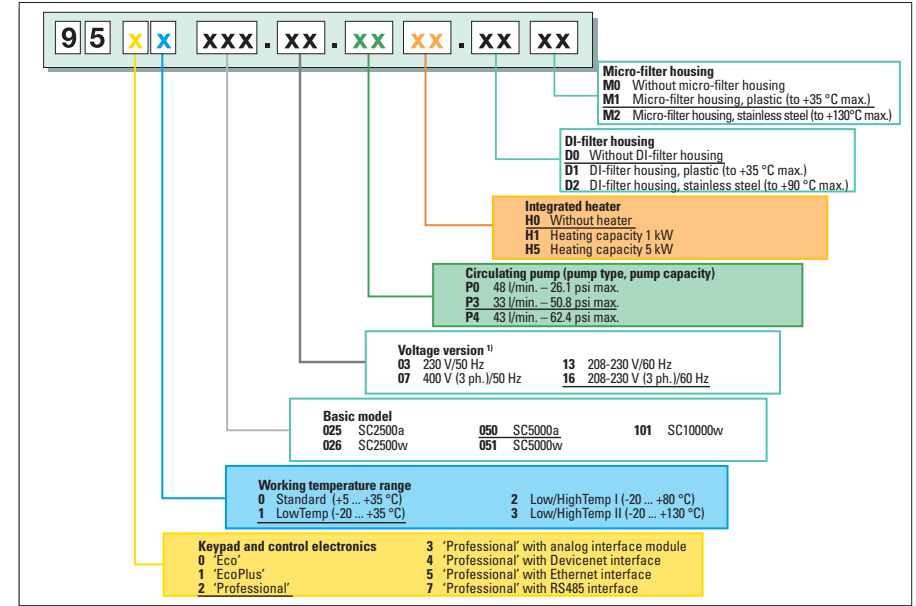 95 x x xxx . xx . xx xx . xx xx
Micro-filter housing
M0 Without micro-filter housing
M1 Micro-filter housing, plastic (to +35 °C max.)
M2 Micro-filter housing, stainless steel (to +130°C max.)
DI-filter housing
D0 Without DI-filter housing
D1 DI-filter housing, plastic (to +35 °C max.)
D2 DI-filter housing, stainless steel (to +90 °C max.)
Integrated heater
H0 Without heater
H1 Heating capacity 1 kW
H5 Heating capacity 5 kW
Circulating pump (pump type, pump capacity)
P0 48 l/min. – 26.1 psi max.
P3 33 l/min. – 50.8 psi max.
P4 43 l/min. – 62.4 psi max.
Voltage version 1)
03 230 V/50 Hz 13 208-230 V/60 Hz
07 400 V (3 ph.)/50 Hz 16 208-230 V (3 ph.)/60 Hz
Basic model
025 SC2500a 050 SC5000a 101 SC10000w
026 SC2500w 051 SC5000w
Working temperature range
0 Standard (+5 ... +35 °C) 2 Low/HighTemp I (-20 ... +80 °C)
1 LowTemp (-20 ... +35 °C) 3 Low/HighTemp II (-20 ... +130 °C)
Keypad and control electronics 3 'Professional' with analog interface module
0 'Eco' 4 'Professional' with Devicenet interface
1 'EcoPlus' 5 'Professional' with Ethernet interface
2 'Professional' 7 'Professional' with RS485 interface